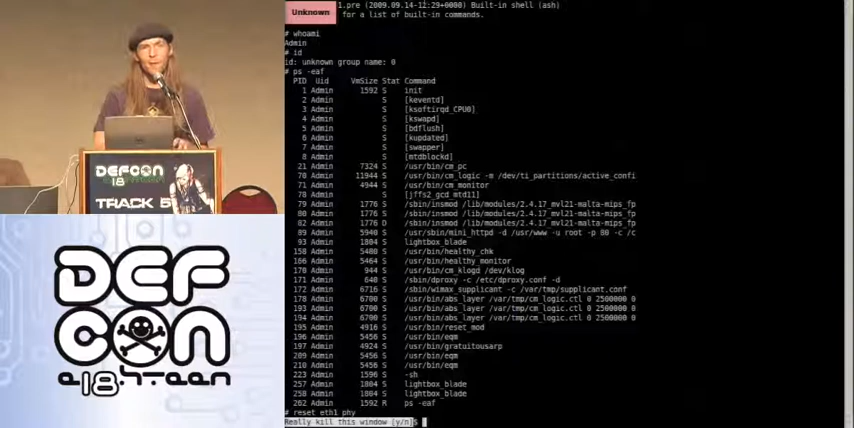 DEFCON
18
TRACK 5
DEFCON
e18hteen
Unknown
1.pre (2009.09.14-12:29+0000) Built-in shell (ash)
for a list of built-in commands.
# whoami
Admin
# id
id: unknown group name: 0
# ps -eaf
PID Uid VmSize Stat Command
1 Admin 1592 S init
2 Admin S [keventd]
3 Admin S [ksoftirqd_CPU0]
4 Admin S [kswapd]
5 Admin S [bdflush]
6 Admin S [kupdated]
7 Admin S [swapper]
8 Admin S [mtdblockd]
21 Admin 7324 S /usr/bin/cm_pc
70 Admin 11944 S /usr/bin/cm_logic -m /dev/ti_partitions/active_confi
71 Admin 4944 S /usr/bin/cm_monitor
78 Admin S [jffs2_gcd_mtd11]
79 Admin 1776 S /sbin/insmod /lib/modules/2.4.17_mvl21-malta-mips_fp
80 Admin 1776 S /sbin/insmod /lib/modules/2.4.17_mvl21-malta-mips_fp
82 Admin 1776 D /sbin/insmod /lib/modules/2.4.17_mvl21-malta-mips_fp
89 Admin 5940 S /usr/sbin/mini_httpd -d /usr/www -u root -p 80 -c /c
93 Admin 1804 S lightbox_blade
158 Admin 5480 S /usr/bin/healthy_chk
166 Admin 5464 S /usr/bin/healthy_monitor
170 Admin 944 S /usr/bin/cm_klogd /dev/klog
171 Admin 640 S /sbin/dproxy -c /etc/dproxy.conf -d
172 Admin 6716 S /sbin/wimax_supplicant -c /var/tmp/supplicant.conf
178 Admin 6700 S /usr/bin/abs_layer /var/tmp/cm_logic.ctl 0 2500000 0
193 Admin 6700 S /usr/bin/abs_layer /var/tmp/cm_logic.ctl 0 2500000 0
194 Admin 6700 S /usr/bin/abs_layer /var/tmp/cm_logic.ctl 0 2500000 0
195 Admin 4916 S /usr/bin/reset_mod
196 Admin 5456 S /usr/bin/eqm
197 Admin 4924 S /usr/bin/gratuitousarp
209 Admin 5456 S /usr/bin/eqm
210 Admin 5456 S /usr/bin/eqm
223 Admin 1596 S -sh
257 Admin 1804 S lightbox_blade
258 Admin 1804 S lightbox_blade
262 Admin 1592 R ps -eaf
# reset eth1 phy
Really kill this window [y/n]